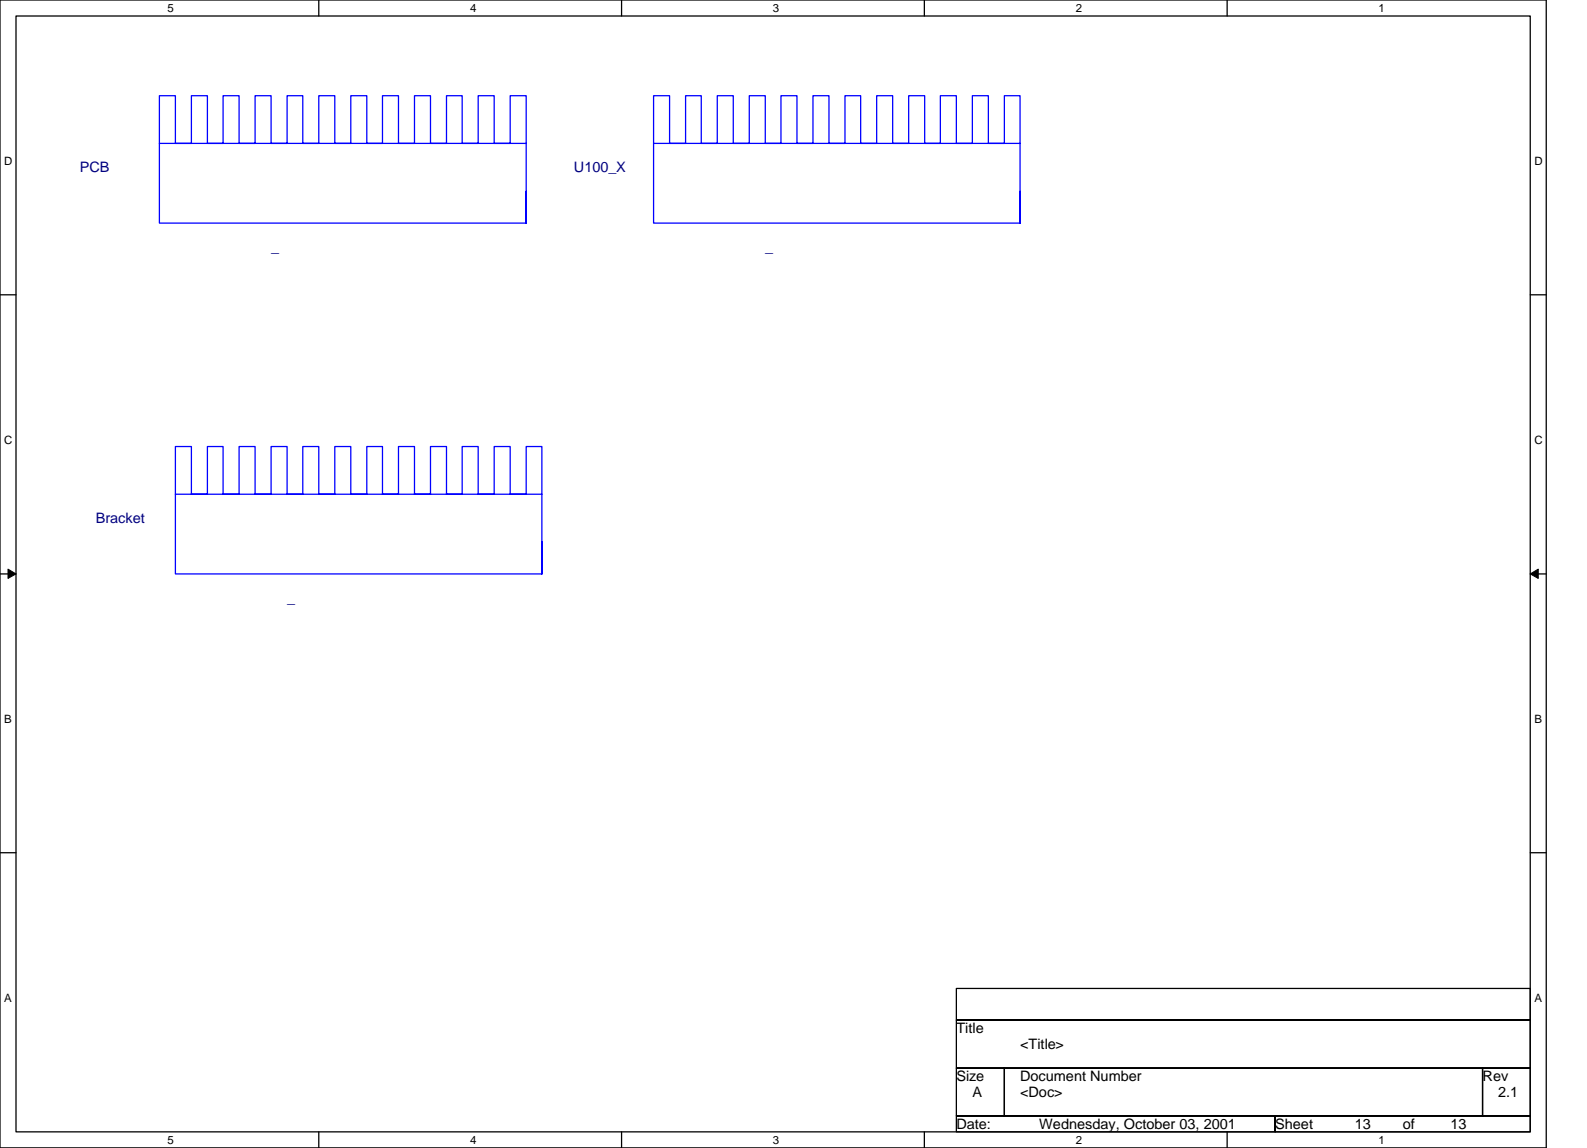 5 4 3 2 1
D D
PCB U100_X
_ _
C C
Bracket
_
B B
A A
Title
<Title>
Size Document Number Rev
A <Doc> 2.1
Date: Wednesday, October 03, 2001 Sheet 13 of 13
5 4 3 2 1